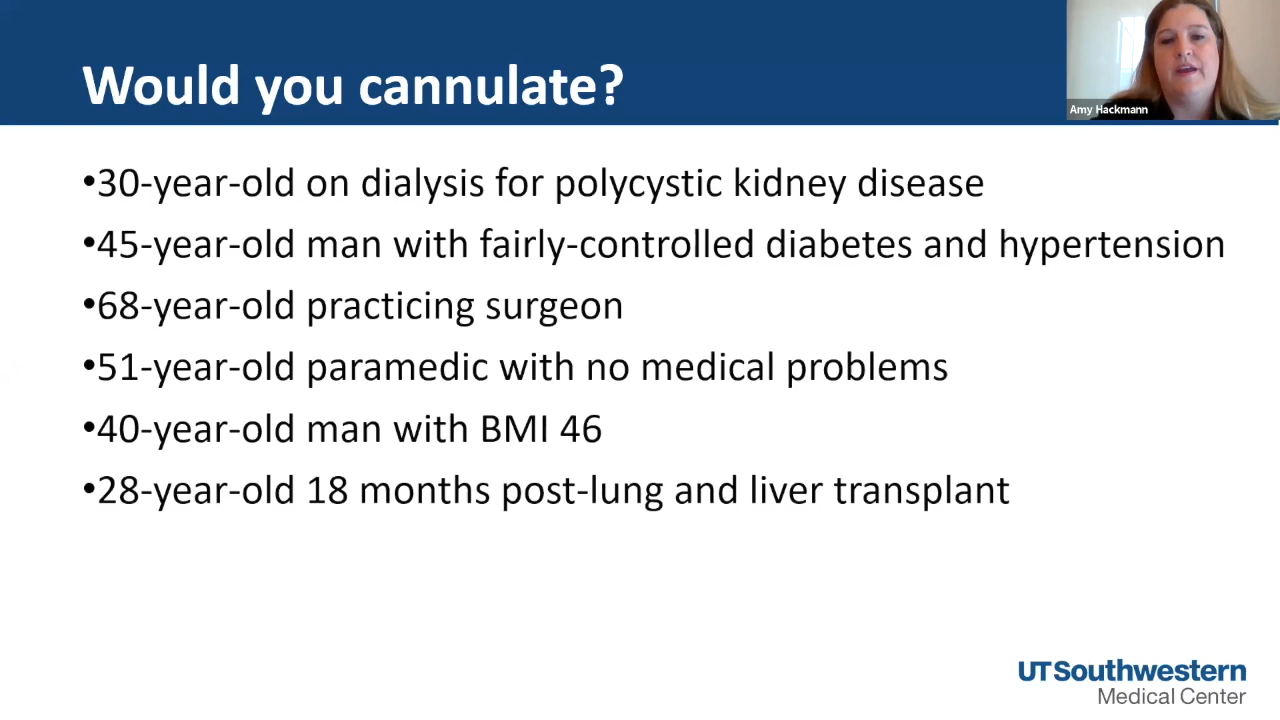 Would you cannulate?
Amy Hackmann
•30-year-old on dialysis for polycystic kidney disease
•45-year-old man with fairly-controlled diabetes and hypertension
•68-year-old practicing surgeon
•51-year-old paramedic with no medical problems
•40-year-old man with BMI 46
•28-year-old 18 months post-lung and liver transplant
UTSouthwestern
Medical Center